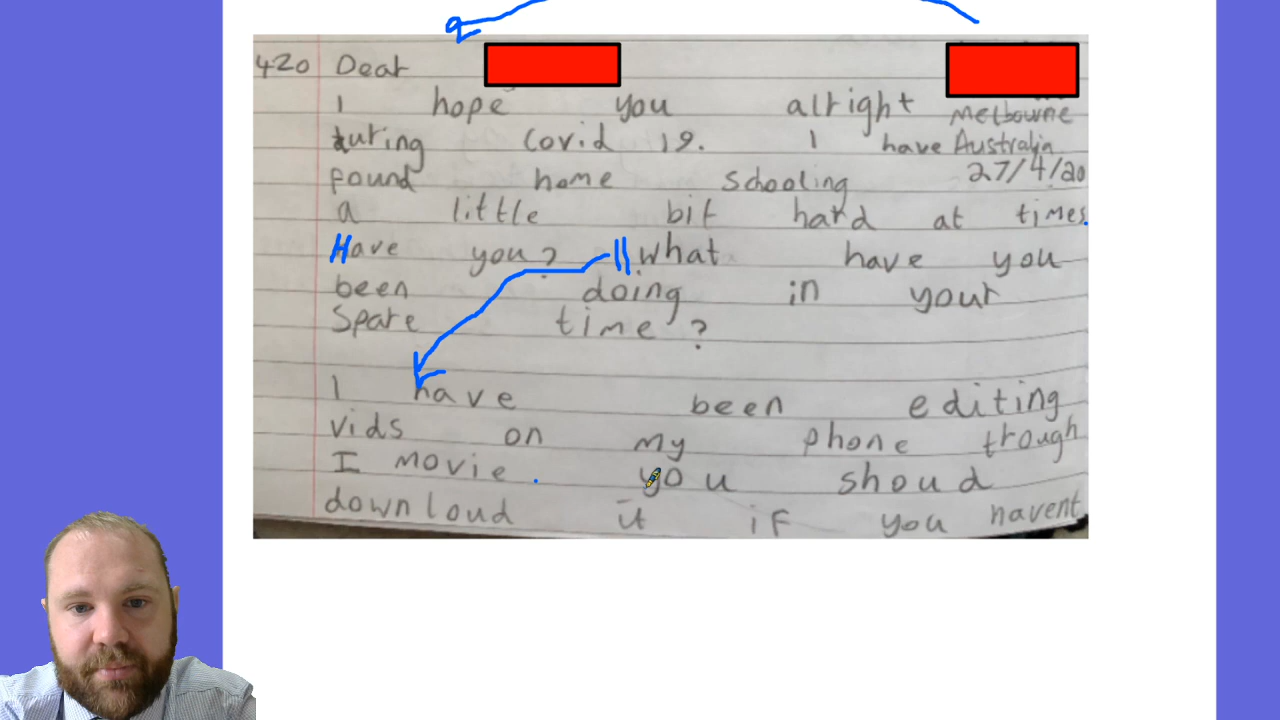 420 Dear
I hope you alright Melbourne
turing Covid 19. I have Australia
found home schooling 27/4/20
a little bit hard at times.
Have you? || what have you
been doing in your
spare time?
I have been editing
vids on my phone trough
I movie. you shoud
downloud it if you havent